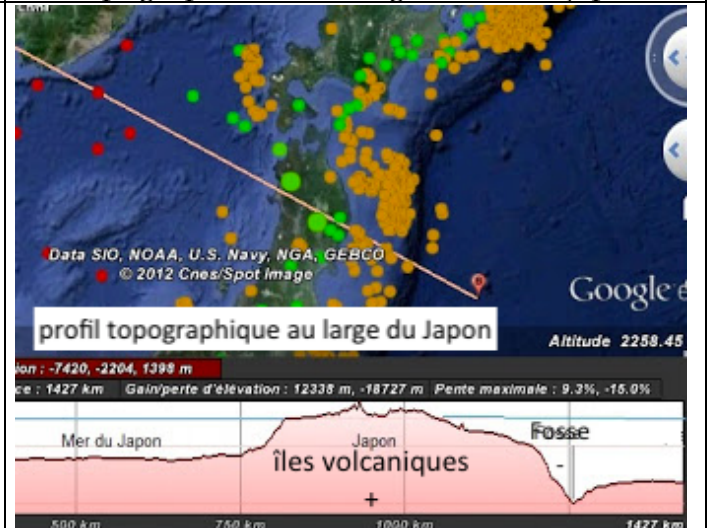 Data SIO, NOAA, U.S. Navy, NGA, GEBCO
© 2012 Cnes/Spot Image
Google é
profil topographique au large du Japon
Altitude 2258.45
ion : -7420, -2204, 1398 m
ce : 1427 km Gain/perte d'élévation : 12338 m, -18727 m Pente maximale : 9.3%, -15.0%
Mer du Japon
Japon
Fosse
îles volcaniques
-
+
500 km 750 km 1000 km 1427 km